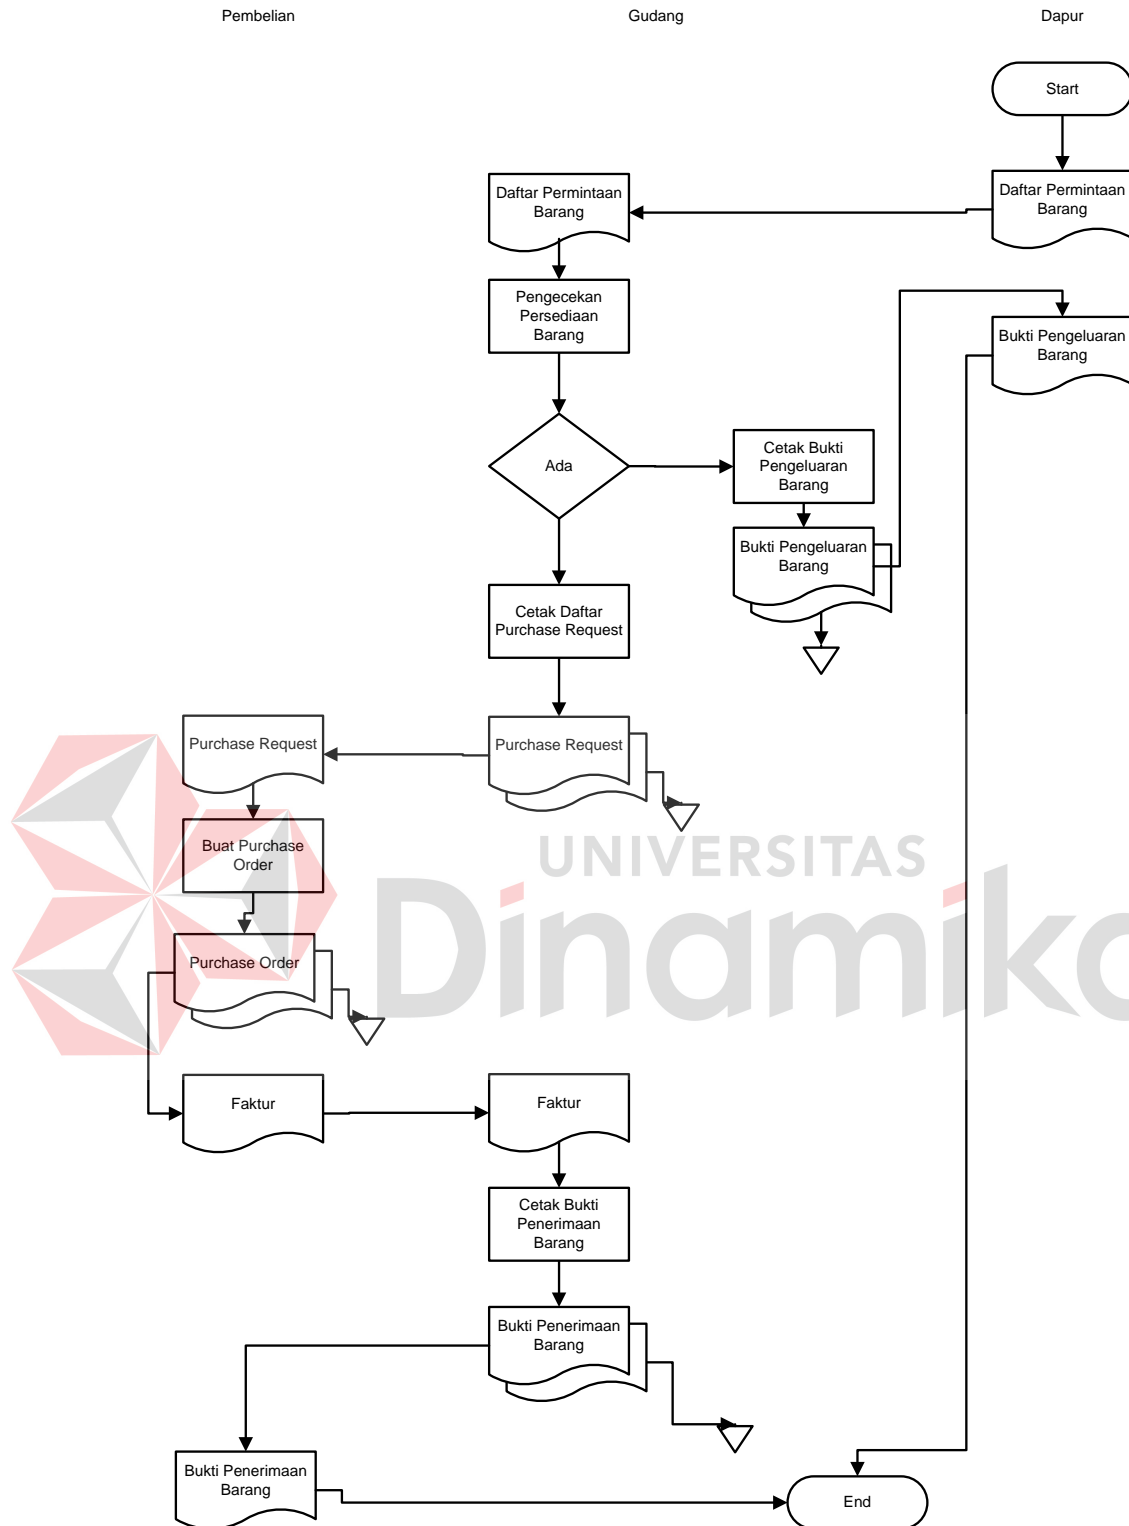 Pembelian
Gudang
Dapur
Start
Daftar Permintaan
Barang
Daftar Permintaan
Barang
Pengecekan
Persediaan
Barang
Bukti Pengeluaran
Barang
Ada
Cetak Bukti
Pengeluaran
Barang
Bukti Pengeluaran
Barang
Cetak Daftar
Purchase Request
Purchase Request
Purchase Request
Buat Purchase
Order
UNIVERSITAS
Dinamika
Purchase Order
Faktur
Faktur
Cetak Bukti
Penerimaan
Barang
Bukti Penerimaan
Barang
Bukti Penerimaan
Barang
End